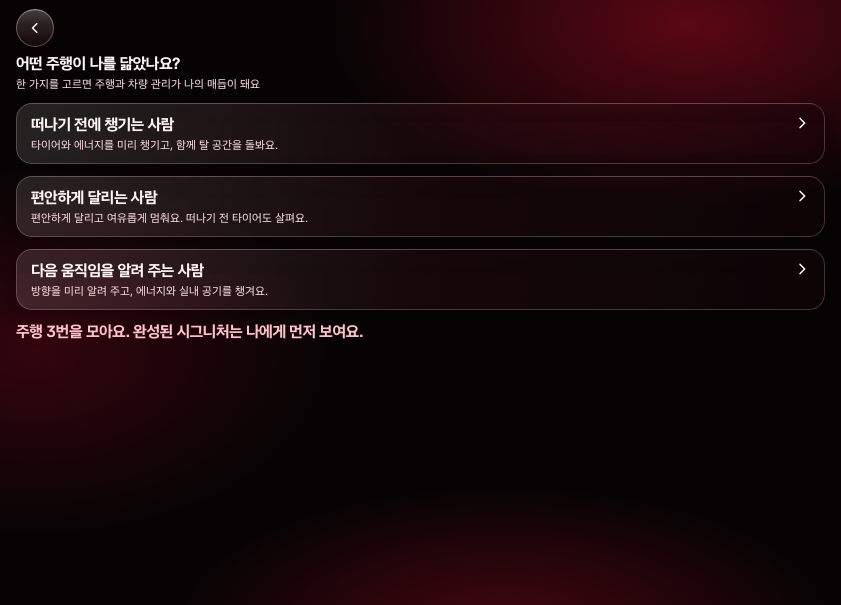 어떤 주행이 나를 닮았나요?
한 가지를 고르면 주행과 차량 관리가 나의 매듭이 돼요
떠나기 전에 챙기는 사람
타이어와 에너지를 미리 챙기고, 함께 탈 공간을 돌봐요.
편안하게 달리는 사람
편안하게 달리고 여유롭게 멈춰요. 떠나기 전 타이어도 살펴요.
다음 움직임을 알려 주는 사람
방향을 미리 알려 주고, 에너지와 실내 공기를 챙겨요.
주행 3번을 모아요. 완성된 시그니처는 나에게 먼저 보여요.